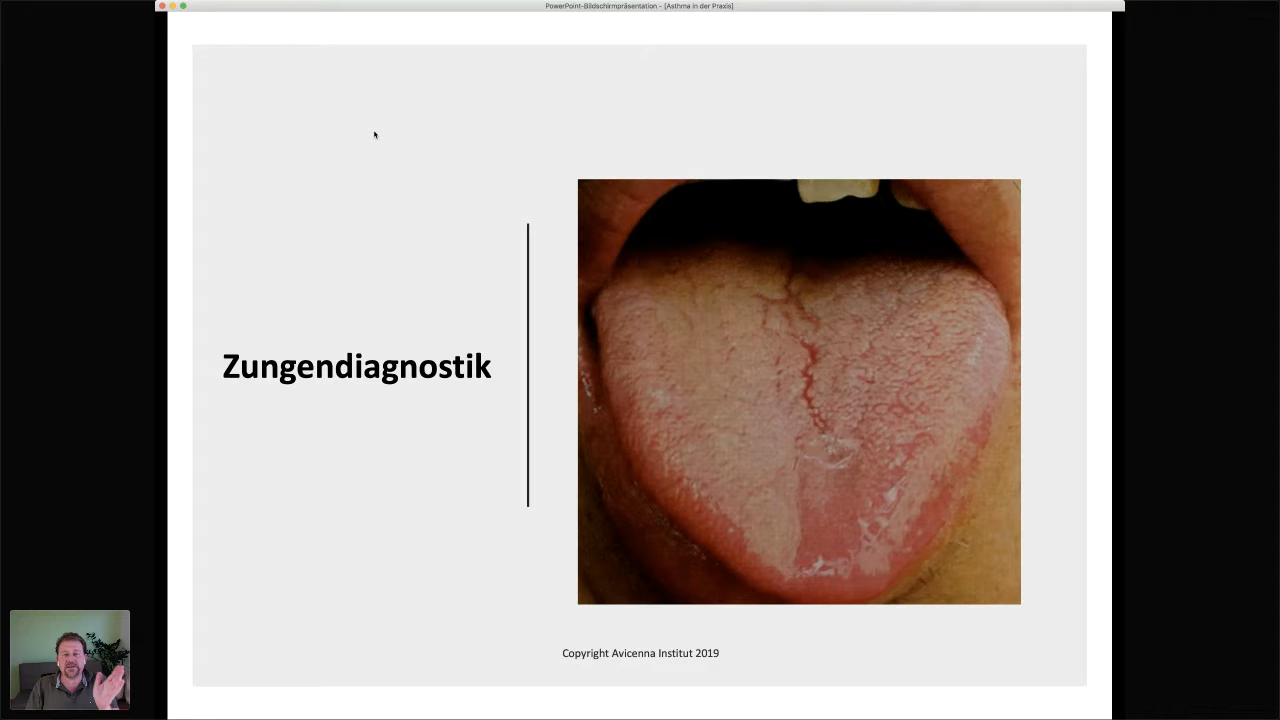 PowerPoint-Bildschirmpräsentation - [Asthma in der Praxis]
Zungendiagnostik
Copyright Avicenna Institut 2019